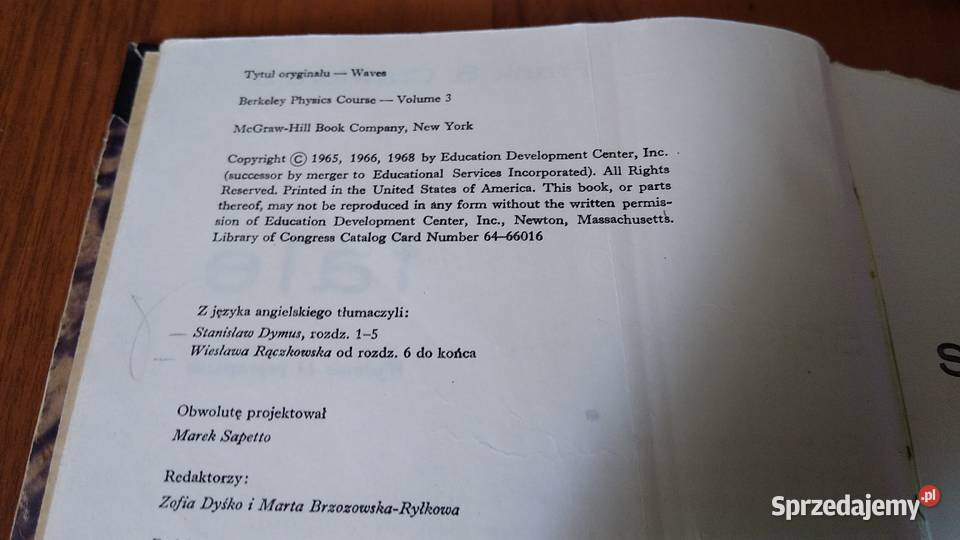 Tytuł oryginału — Waves
Berkeley Physics Course — Volume 3
McGraw-Hill Book Company, New York
Copyright © 1965, 1966, 1968 by Education Development Center, Inc.
(successor by merger to Educational Services Incorporated). All Rights
Reserved. Printed in the United States of America. This book, or parts
thereof, may not be reproduced in any form without the written permis-
sion of Education Development Center, Inc., Newton, Massachusetts.
Library of Congress Catalog Card Number 64–66016
Z języka angielskiego tłumaczyli:
Stanisław Dymus, rozdz. 1–5
Wiesława Rączkowska od rozdz. 6 do końca
Obwolutę projektował
Marek Sapetto
Redaktorzy:
Zofia Dyśko i Marta Brzozowska-Ryłkowa
S
Sprzedajemy.pl